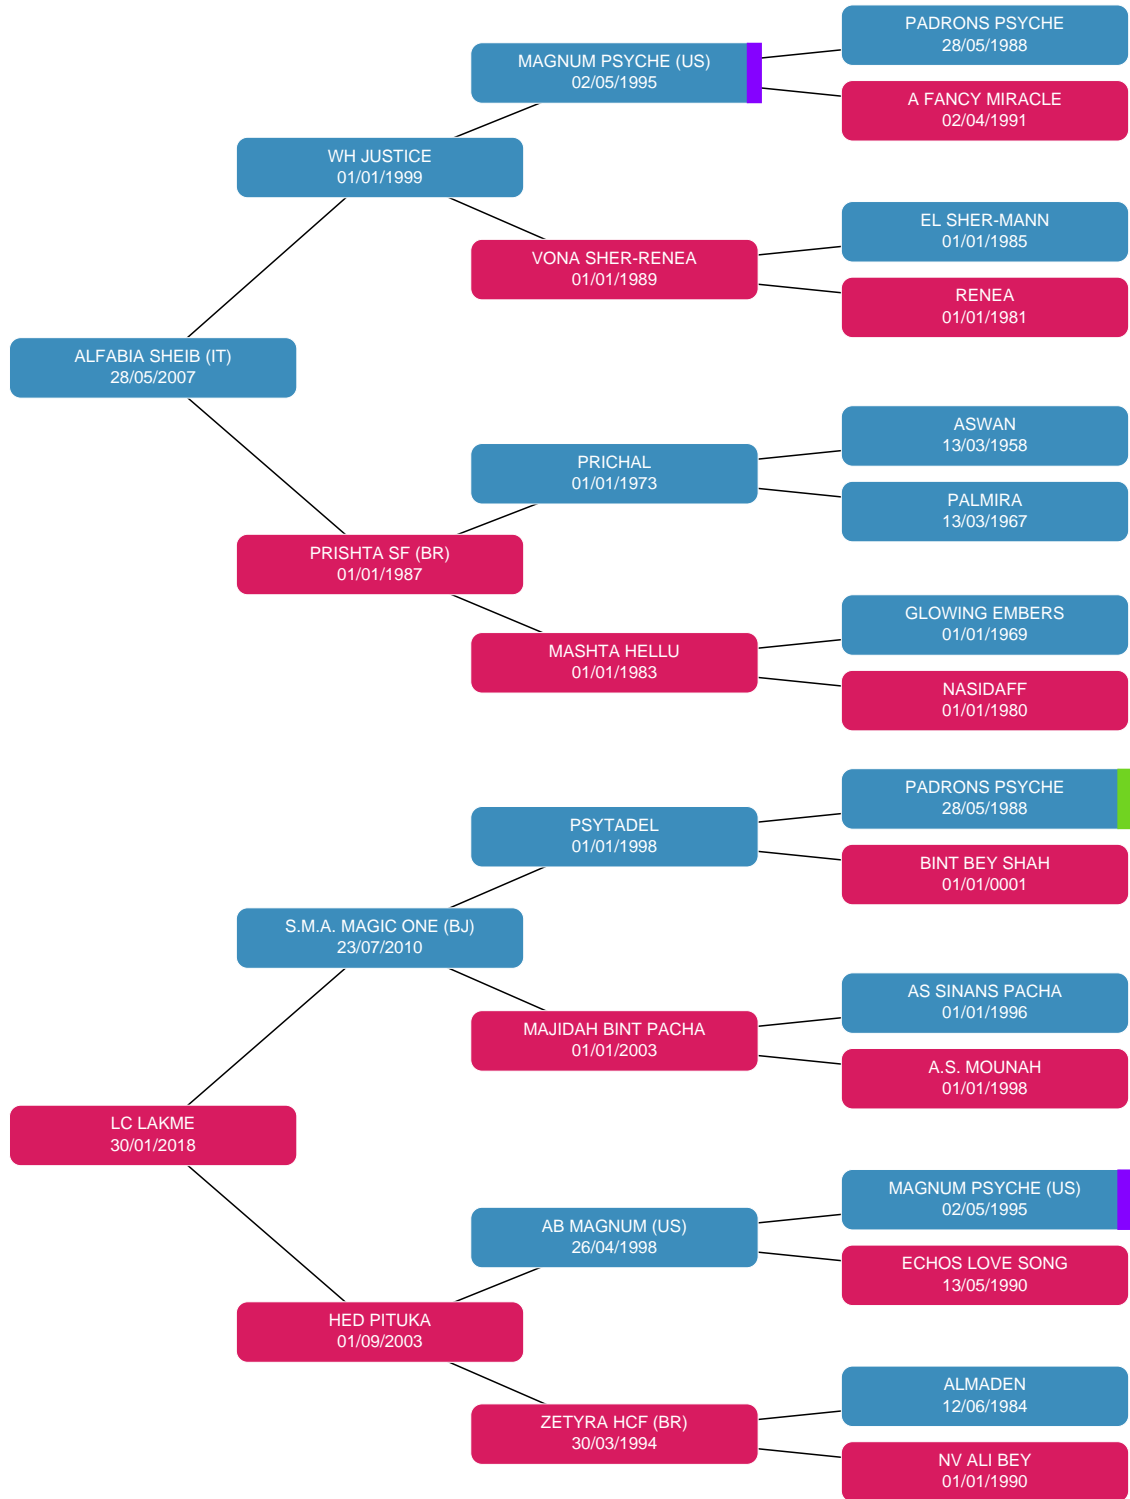 PADRONS PSYCHE
28/05/1988
MAGNUM PSYCHE (US)
02/05/1995
A FANCY MIRACLE
02/04/1991
WH JUSTICE
01/01/1999
EL SHER-MANN
01/01/1985
VONA SHER-RENEA
01/01/1989
RENEA
01/01/1981
ALFABIA SHEIB (IT)
28/05/2007
ASWAN
13/03/1958
PRICHAL
01/01/1973
PALMIRA
13/03/1967
PRISHTA SF (BR)
01/01/1987
GLOWING EMBERS
01/01/1969
MASHTA HELLU
01/01/1983
NASIDAFF
01/01/1980
PADRONS PSYCHE
28/05/1988
PSYTADEL
01/01/1998
BINT BEY SHAH
01/01/0001
S.M.A. MAGIC ONE (BJ)
23/07/2010
AS SINANS PACHA
01/01/1996
MAJIDAH BINT PACHA
01/01/2003
A.S. MOUNAH
01/01/1998
LC LAKME
30/01/2018
MAGNUM PSYCHE (US)
02/05/1995
AB MAGNUM (US)
26/04/1998
ECHOS LOVE SONG
13/05/1990
HED PITUKA
01/09/2003
ALMADEN
12/06/1984
ZETYRA HCF (BR)
30/03/1994
NV ALI BEY
01/01/1990